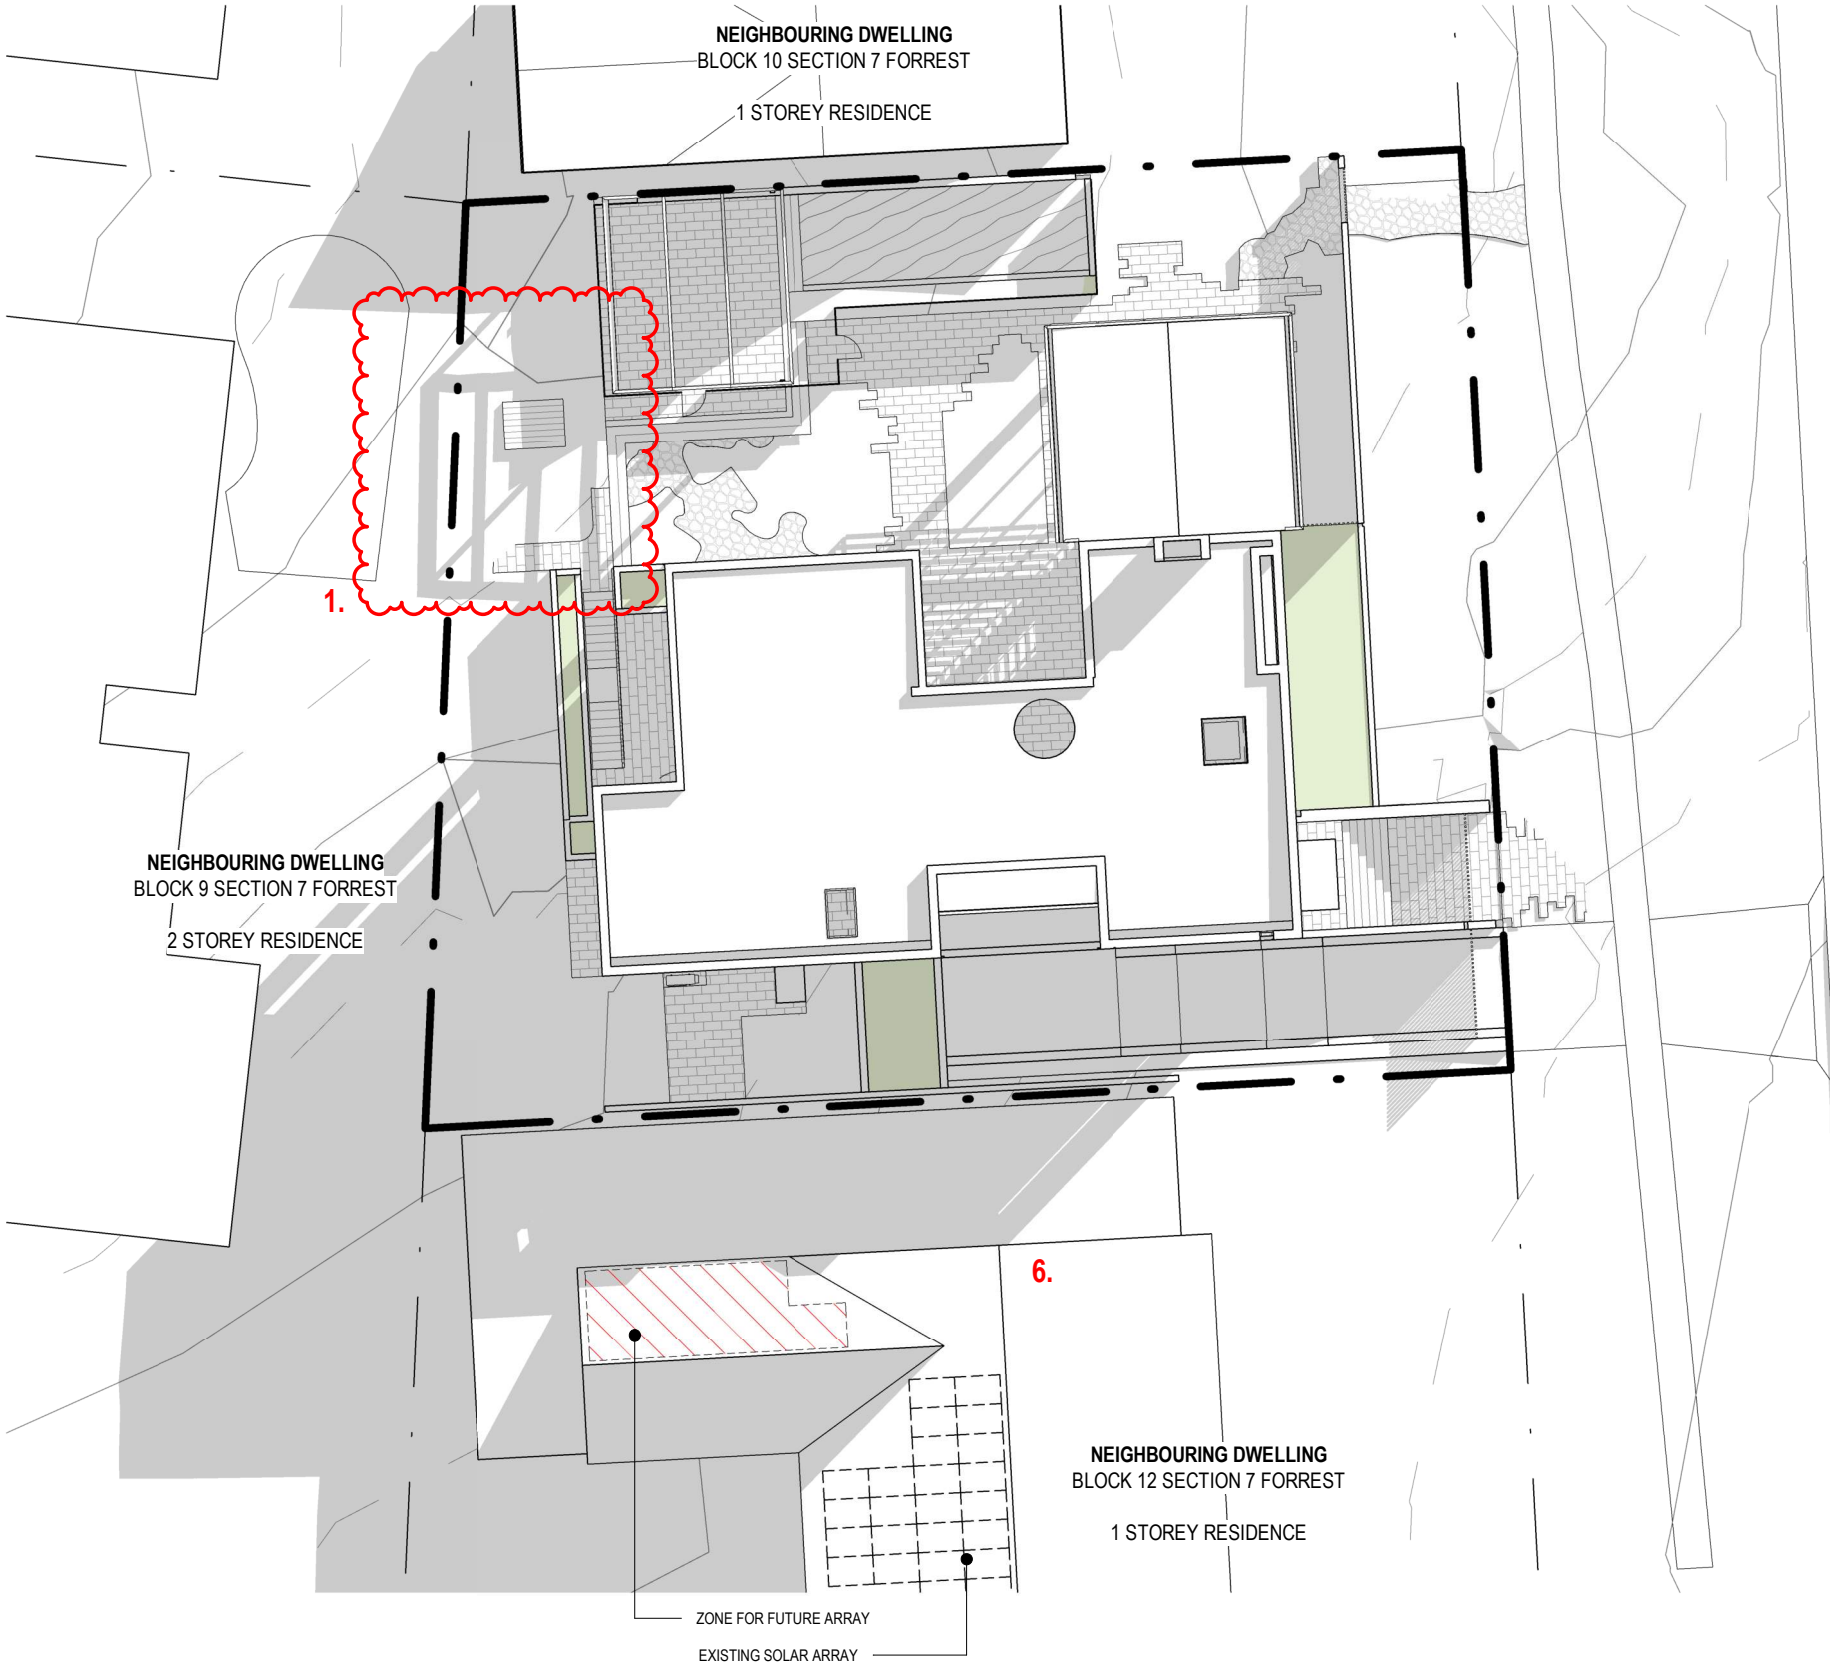 NEIGHBOURING DWELLING
BLOCK 10 SECTION 7 FORREST
1 STOREY RESIDENCE
1.
NEIGHBOURING DWELLING
BLOCK 9 SECTION 7 FORREST
2 STOREY RESIDENCE
6.
NEIGHBOURING DWELLING
BLOCK 12 SECTION 7 FORREST
1 STOREY RESIDENCE
ZONE FOR FUTURE ARRAY
EXISTING SOLAR ARRAY